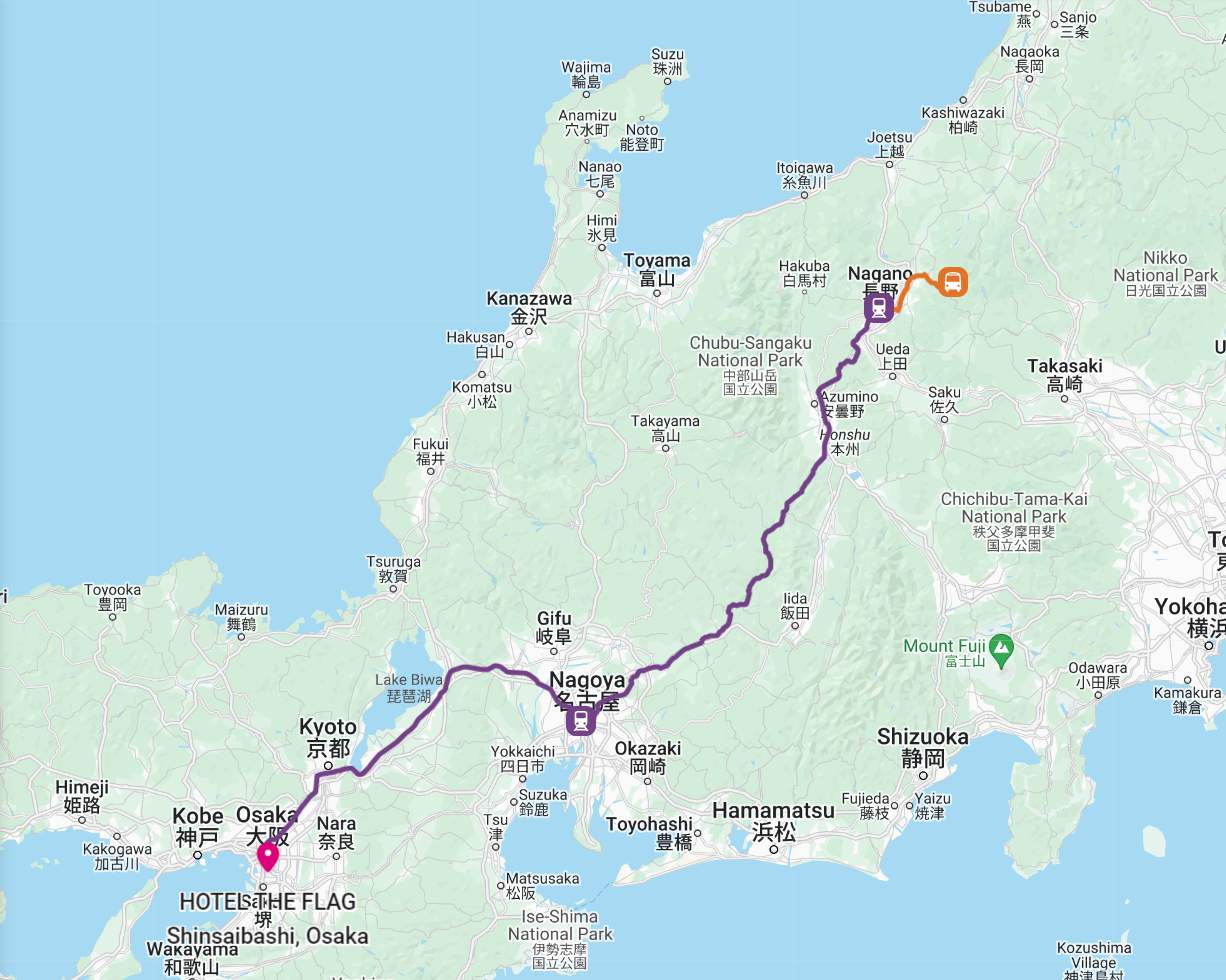 Tsubame
燕
Sanjo
三条
Nagaoka
長岡
Suzu
珠洲
Wajima
輪島
Kashiwazaki
柏崎
Anamizu
穴水町
Noto
能登町
Joetsu
上越
Nanao
七尾
Itoigawa
糸魚川
Himi
氷見
Toyama
富山
Hakuba
白馬村
Nagano
長野
Nikko
National Park
日光国立公園
Kanazawa
金沢
Hakusan
白山
Chubu-Sangaku
National Park
中部山岳
国立公園
Ueda
上田
Takasaki
高崎
Komatsu
小松
Azumino
安曇野
Saku
佐久
Takayama
高山
Honshu
本州
Fukui
福井
Chichibu-Tama-Kai
National Park
秩父多摩甲斐
国立公園
Tsuruga
敦賀
Toyooka
豊岡
Maizuru
舞鶴
Iida
飯田
Gifu
岐阜
Yokoha
横浜
Mount Fuji
富士山
Lake Biwa
琵琶湖
Nagoya
名古屋
Odawara
小田原
Kamakura
鎌倉
Kyoto
京都
Yokkaichi
四日市
Okazaki
岡崎
Shizuoka
静岡
Himeji
姫路
Suzuka
鈴鹿
Fujieda
藤枝
Yaizu
焼津
Kobe
神戸
Osaka
大阪
Nara
奈良
Tsu
津
Toyohashi
豊橋
Hamamatsu
浜松
Kakogawa
加古川
Matsusaka
松阪
HOTEL THE FLAG
Shinsaibashi, Osaka
堺
Ise-Shima
National Park
伊勢志摩
国立公園
Wakayama
和歌山
Kozushima
Village
神津島村